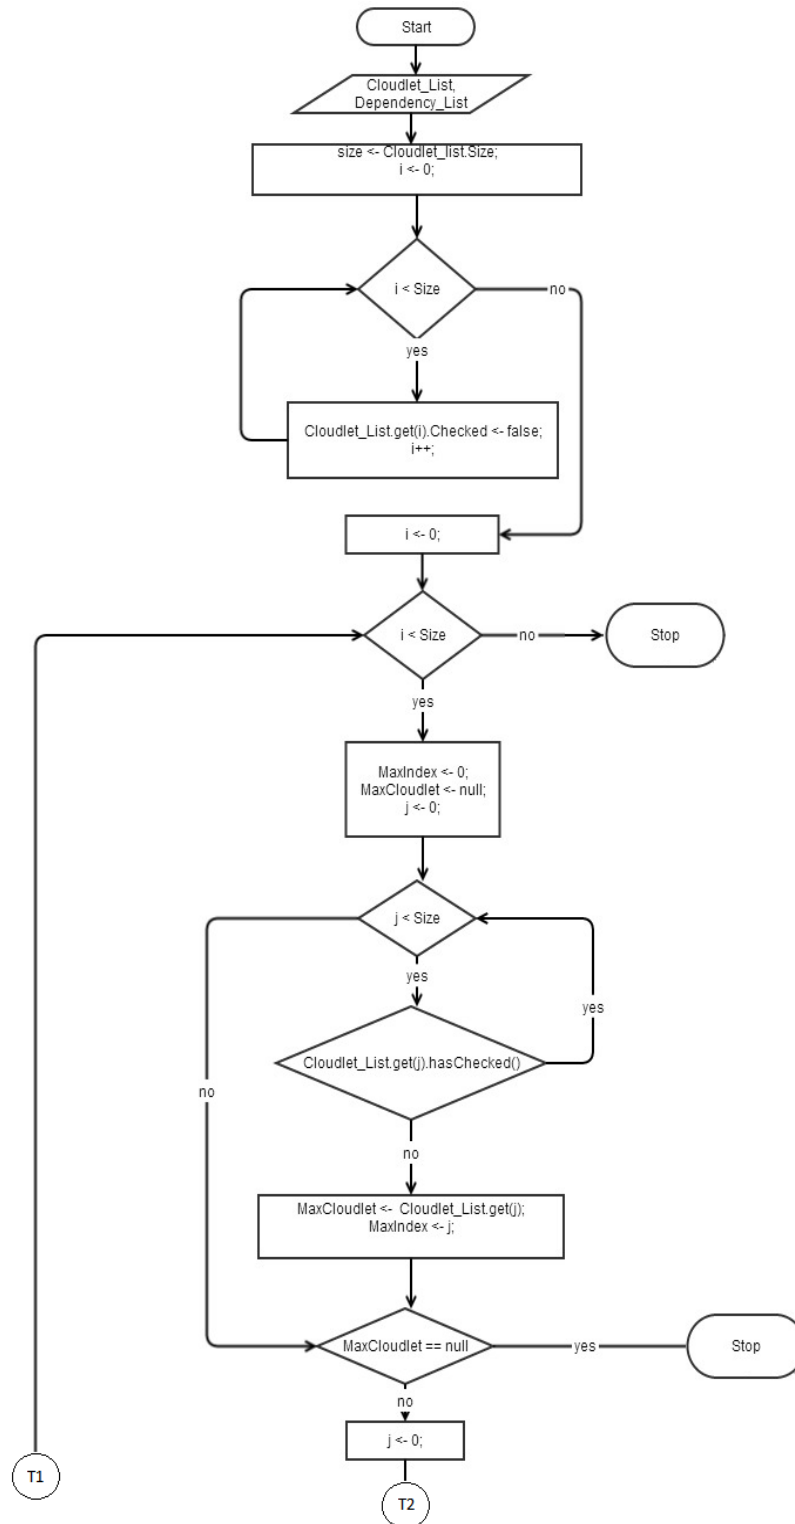 Start
Cloudlet_List,
Dependency_List
size <- Cloudlet_list.Size;
i <- 0;
i < Size
no
yes
Cloudlet_List.get(i).Checked <- false;
i++;
i <- 0;
i < Size
no
Stop
yes
MaxIndex <- 0;
MaxCloudlet <- null;
j <- 0;
j < Size
yes
yes
Cloudlet_List.get(j).hasChecked()
no
no
MaxCloudlet <- Cloudlet_List.get(j);
MaxIndex <- j;
MaxCloudlet == null
yes
Stop
no
j <- 0;
T1
T2